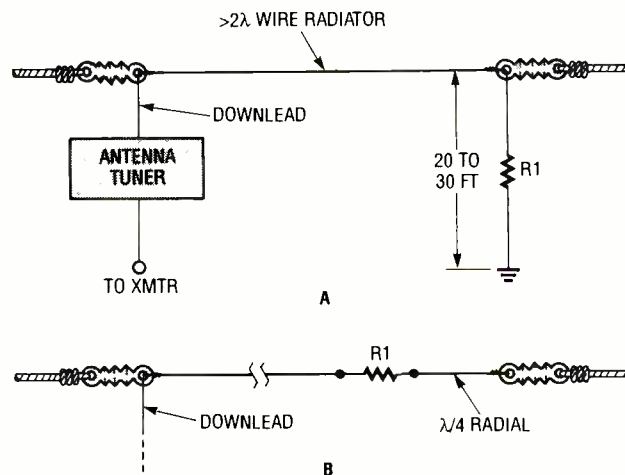 >2λ WIRE RADIATOR
DOWNLEAD
ANTENNA
TUNER
20 TO
30 FT
R1
TO XMTR
A
R1
DOWNLEAD
λ/4 RADIAL
B